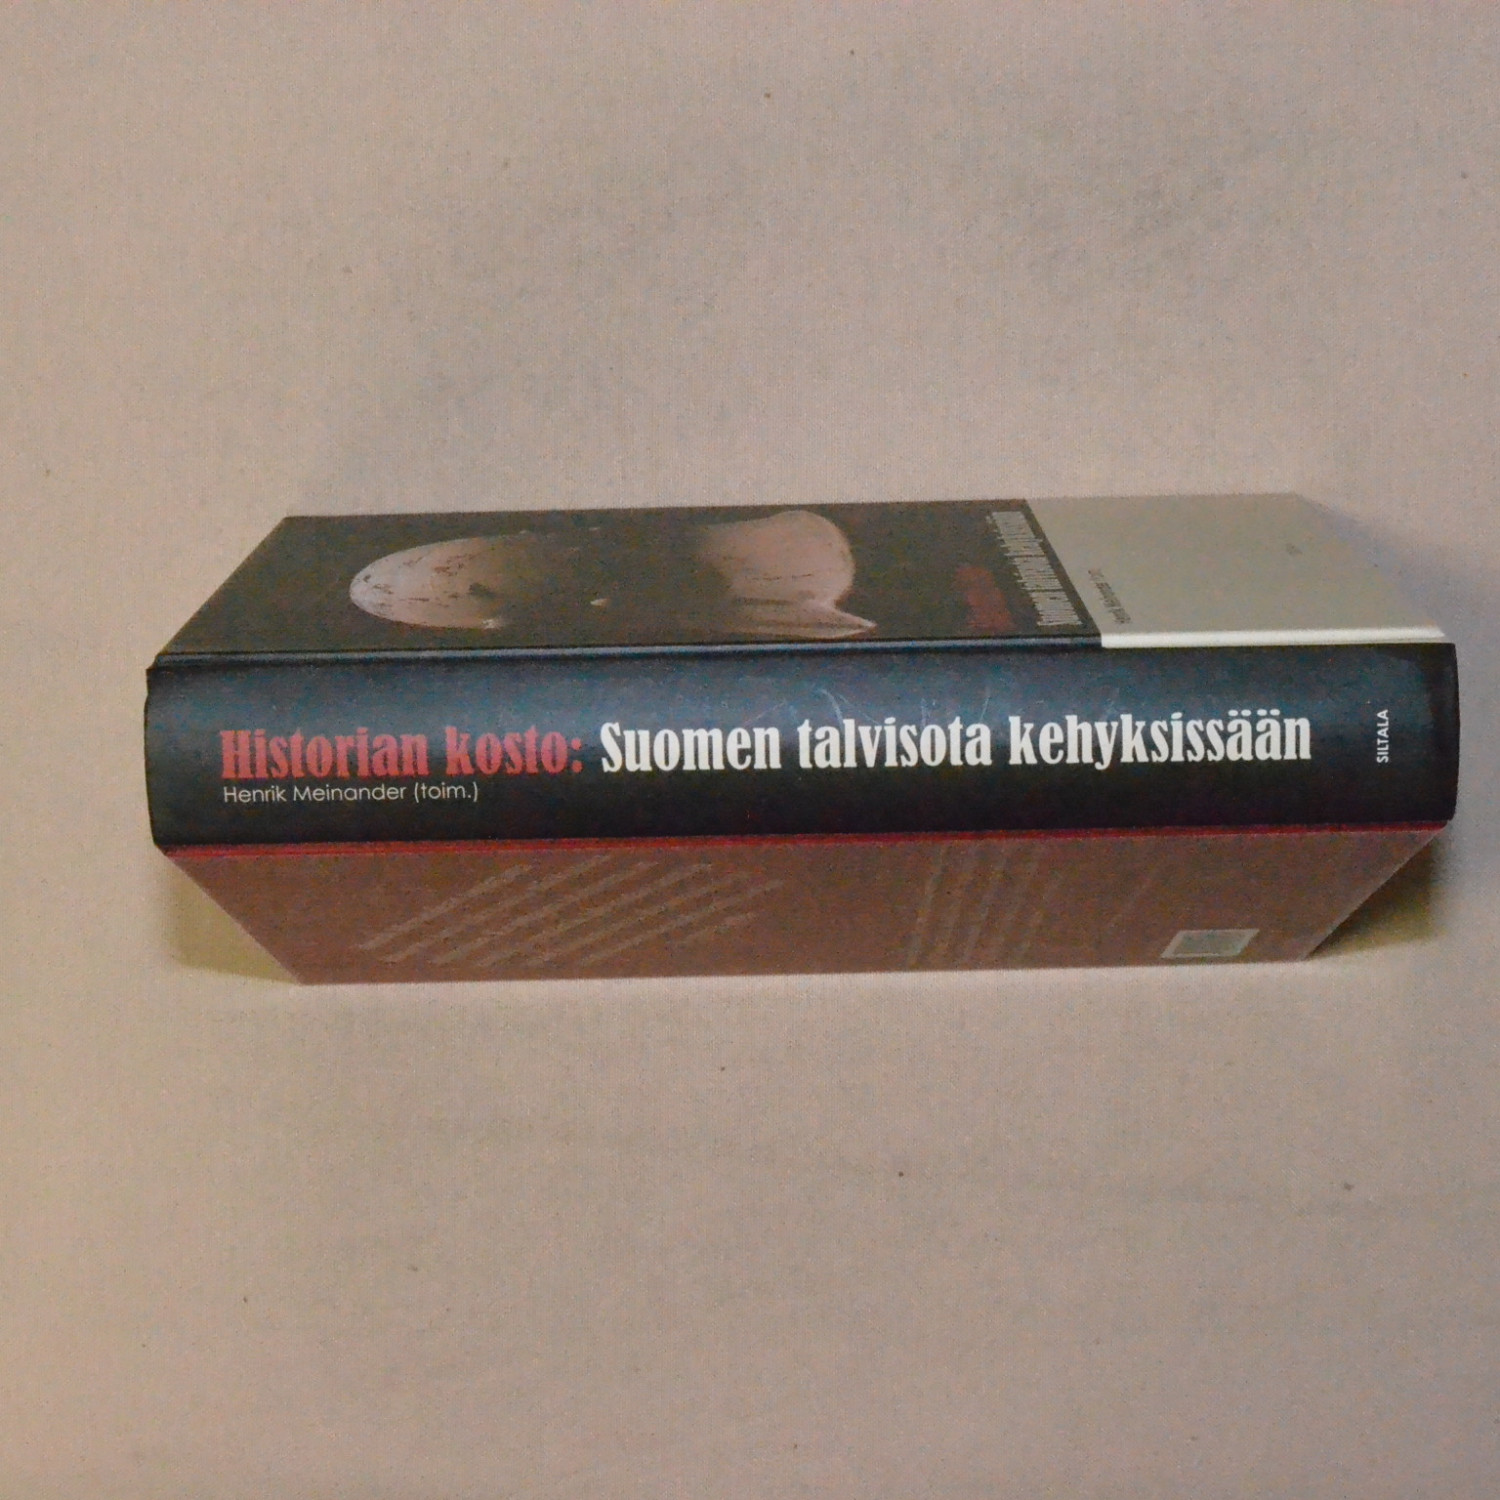 Historian kosto: Suomen talvisota kehyksissään
Henrik Meinander (toim.)
SILTALA